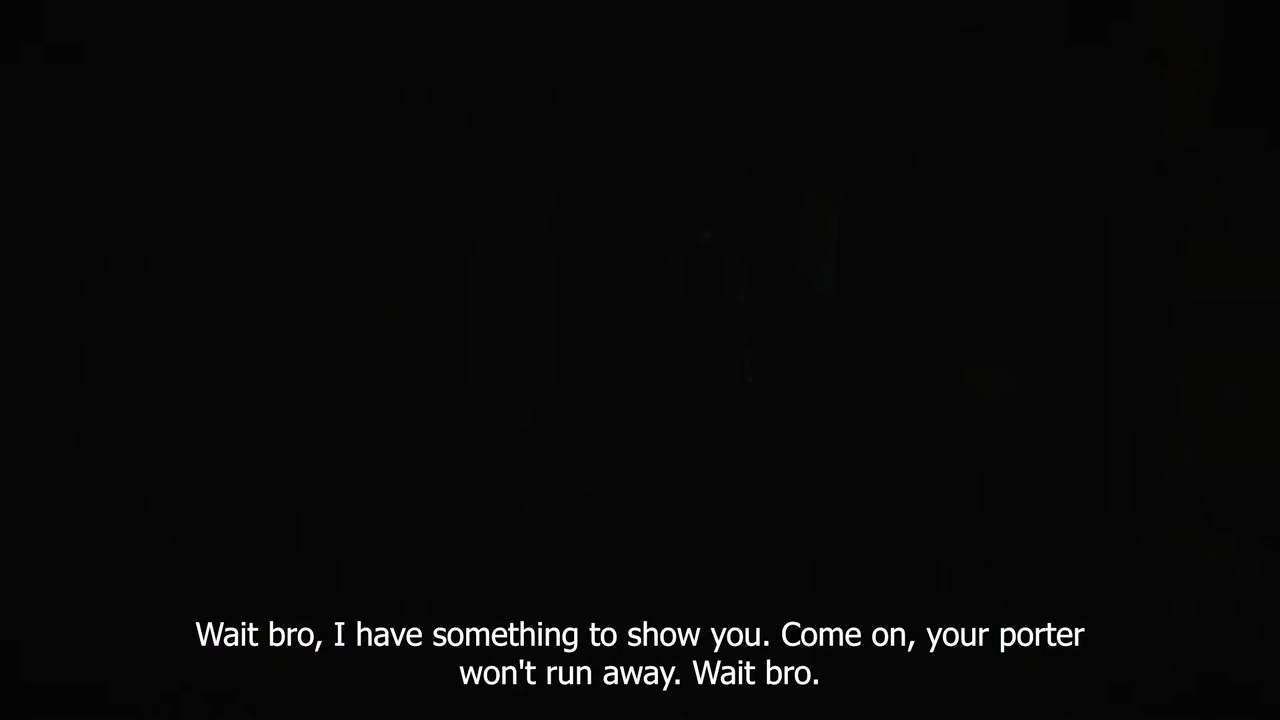 Wait bro, I have something to show you. Come on, your porter
won't run away. Wait bro.